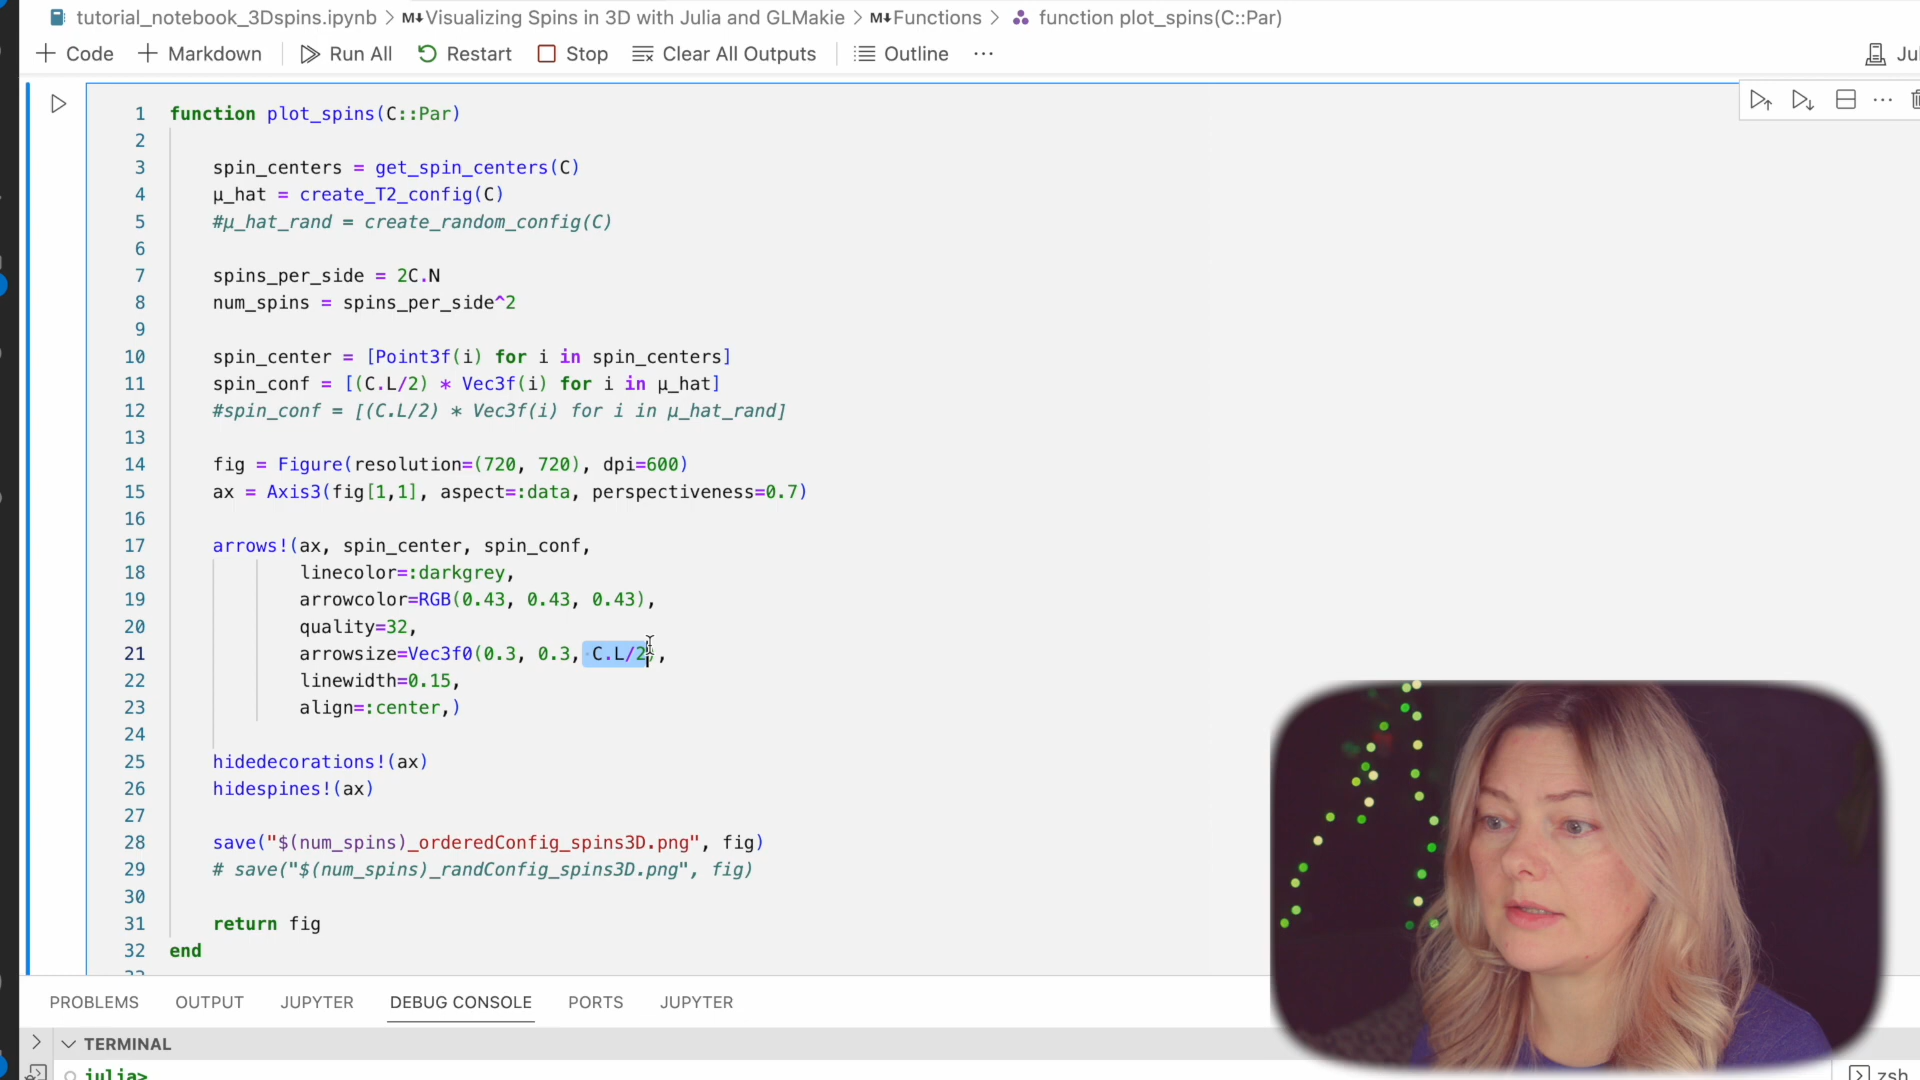 tutorial_notebook_3Dspins.ipynb > M↓Visualizing Spins in 3D with Julia and GLMakie > M↓Functions > function plot_spins(C::Par)
+ Code + Markdown Run All Restart Stop Clear All Outputs Outline ···
1 function plot_spins(C::Par)
2
3 spin_centers = get_spin_centers(C)
4 μ_hat = create_T2_config(C)
5 #μ_hat_rand = create_random_config(C)
6
7 spins_per_side = 2C.N
8 num_spins = spins_per_side^2
9
10 spin_center = [Point3f(i) for i in spin_centers]
11 spin_conf = [(C.L/2) * Vec3f(i) for i in μ_hat]
12 #spin_conf = [(C.L/2) * Vec3f(i) for i in μ_hat_rand]
13
14 fig = Figure(resolution=(720, 720), dpi=600)
15 ax = Axis3(fig[1,1], aspect=:data, perspectiveness=0.7)
16
17 arrows!(ax, spin_center, spin_conf,
18 linecolor=:darkgrey,
19 arrowcolor=RGB(0.43, 0.43, 0.43),
20 quality=32,
21 arrowsize=Vec3f0(0.3, 0.3, C.L/2),
22 linewidth=0.15,
23 align=:center,)
24
25 hidedecorations!(ax)
26 hidespines!(ax)
27
28 save("$(num_spins)_orderedConfig_spins3D.png", fig)
29 # save("$(num_spins)_randConfig_spins3D.png", fig)
30
31 return fig
32 end
PROBLEMS OUTPUT JUPYTER DEBUG CONSOLE PORTS JUPYTER
TERMINAL
julia>
zsh